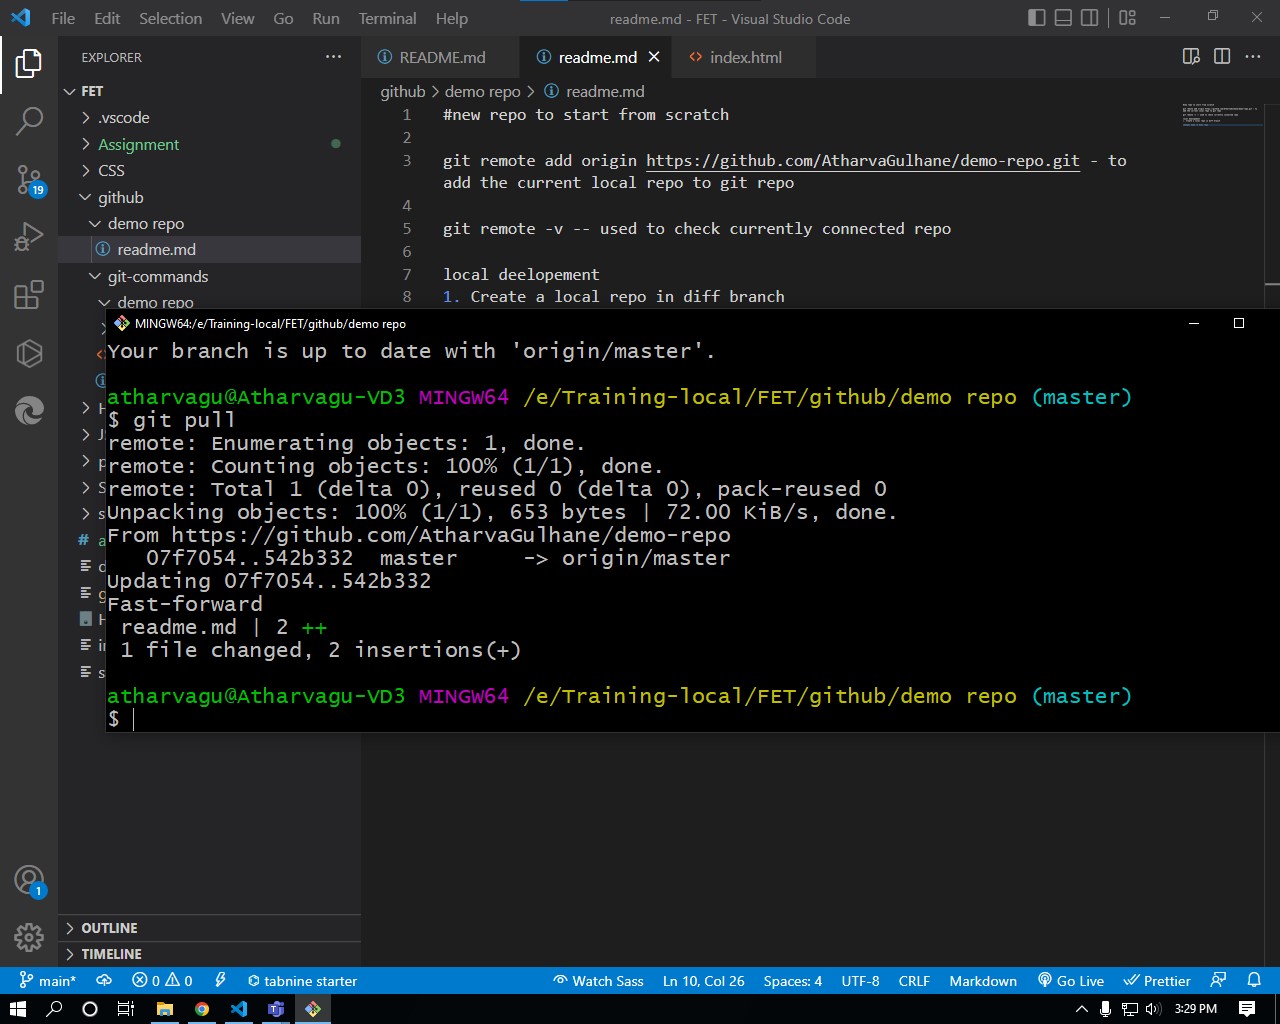 File Edit Selection View Go Run Terminal Help readme.md - FET - Visual Studio Code
EXPLORER
README.md readme.md index.html
FET
.vscode
Assignment
CSS
github
demo repo
readme.md
git-commands
demo repo
19
github > demo repo > readme.md
1 #new repo to start from scratch
2
3 git remote add origin https://github.com/AtharvaGulhane/demo-repo.git - to
add the current local repo to git repo
4
5 git remote -v -- used to check currently connected repo
6
7 local deelopement
8 1. Create a local repo in diff branch
MINGW64:/e/Training-local/FET/github/demo repo
Your branch is up to date with 'origin/master'.
atharvagu@Atharvagu-VD3 MINGW64 /e/Training-local/FET/github/demo repo (master)
$ git pull
remote: Enumerating objects: 1, done.
remote: Counting objects: 100% (1/1), done.
remote: Total 1 (delta 0), reused 0 (delta 0), pack-reused 0
Unpacking objects: 100% (1/1), 653 bytes | 72.00 KiB/s, done.
From https://github.com/AtharvaGulhane/demo-repo
07f7054..542b332 master -> origin/master
Updating 07f7054..542b332
Fast-forward
readme.md | 2 ++
1 file changed, 2 insertions(+)
atharvagu@Atharvagu-VD3 MINGW64 /e/Training-local/FET/github/demo repo (master)
$
1
OUTLINE
TIMELINE
main* 0 0 tabnine starter Watch Sass Ln 10, Col 26 Spaces: 4 UTF-8 CRLF Markdown Go Live Prettier
3:29 PM